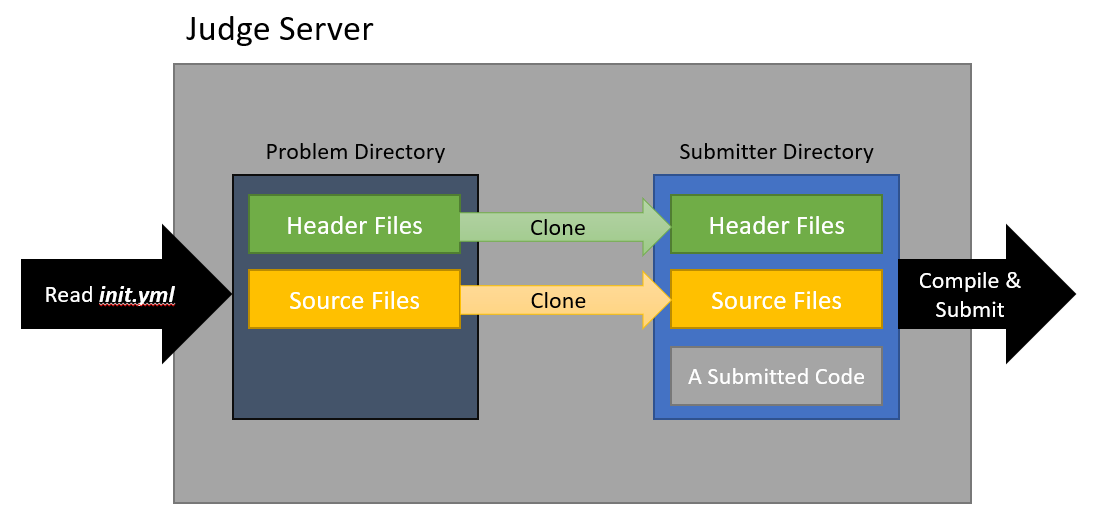 Judge Server
Problem Directory
Submitter Directory
Header Files
Clone
Header Files
Read init.yml
Source Files
Clone
Source Files
Compile &
Submit
A Submitted Code